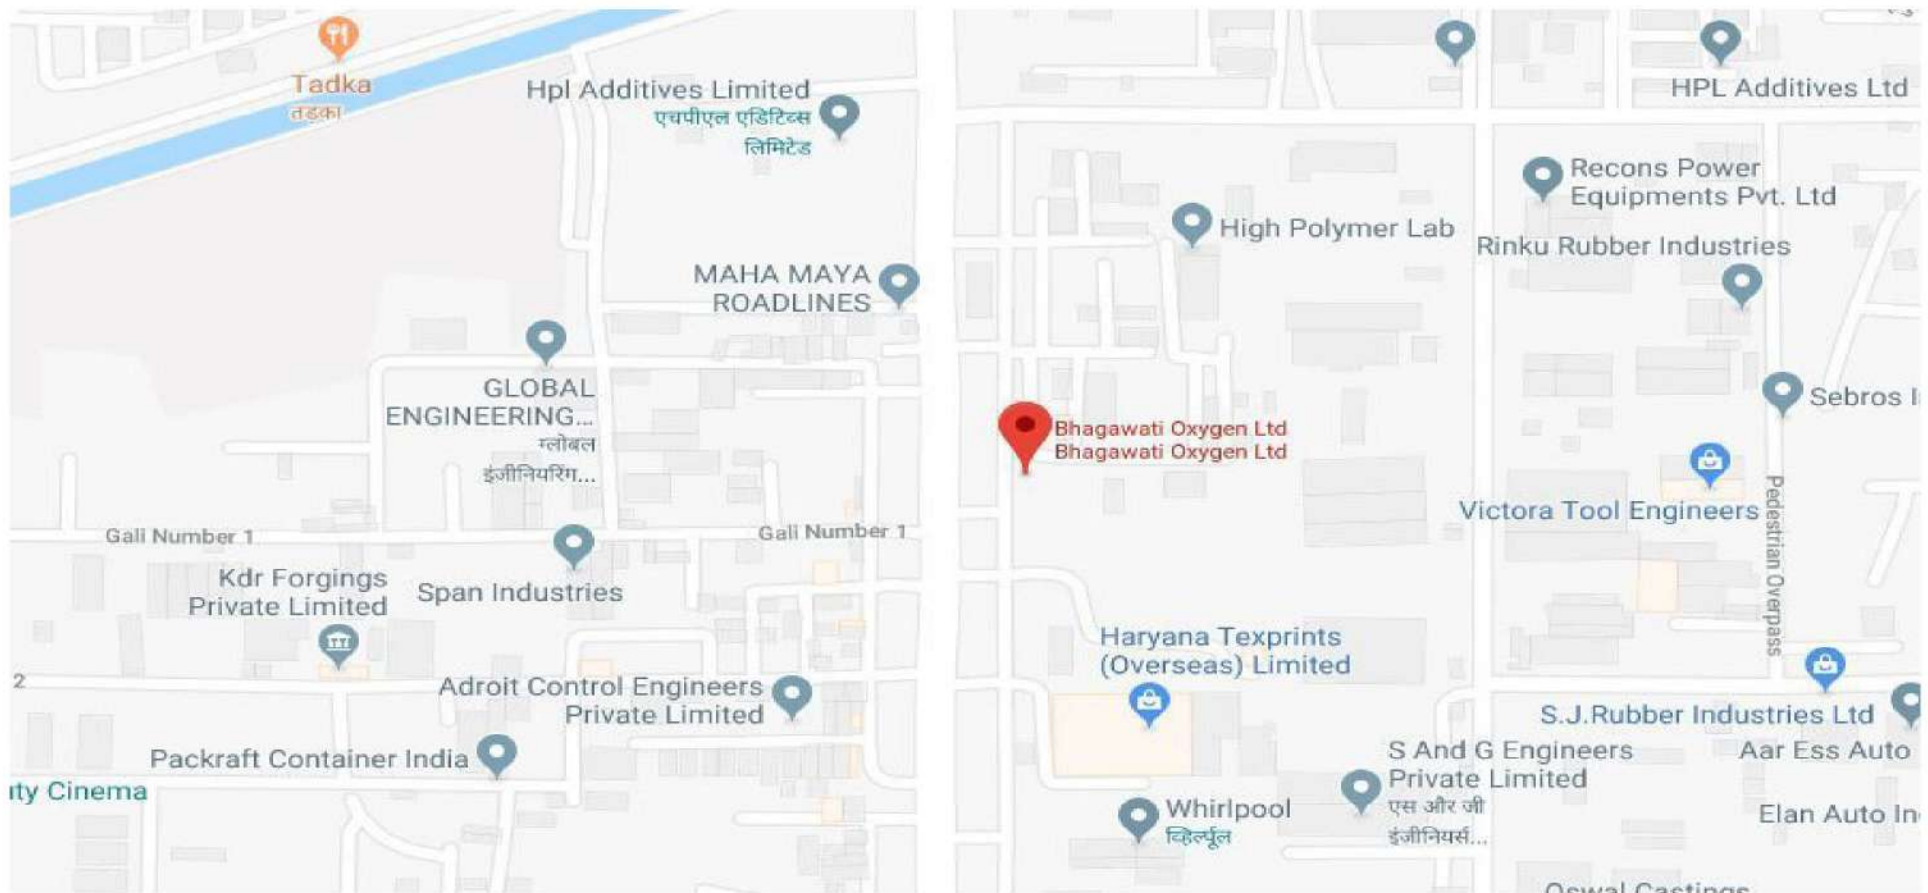 Tadka
तडका
Hpl Additives Limited
एचपीएल एडिटिव्स
लिमिटेड
MAHA MAYA
ROADLINES
GLOBAL
ENGINEERING...
ग्लोबल
इंजीनियरिंग...
Gali Number 1
Gali Number 1
Kdr Forgings
Private Limited
Span Industries
2
Adroit Control Engineers
Private Limited
Packraft Container India
ity Cinema
HPL Additives Ltd
Recons Power
Equipments Pvt. Ltd
High Polymer Lab
Rinku Rubber Industries
Sebros I
Bhagawati Oxygen Ltd
Bhagawati Oxygen Ltd
Victora Tool Engineers
Pedestrian Overpass
Haryana Texprints
(Overseas) Limited
S.J.Rubber Industries Ltd
S And G Engineers
Private Limited
एस और जी
इंजीनियर्स...
Aar Ess Auto
Whirlpool
व्हिर्लपूल
Elan Auto In
Oswal Castings